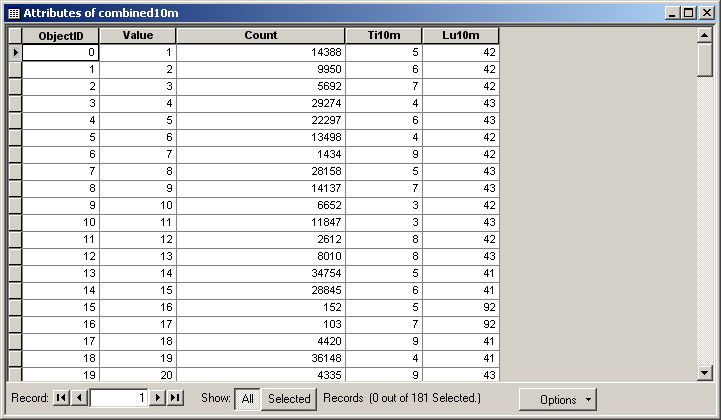 Attributes of combined10m
ObjectID Value Count Ti10m Lu10m
0 1 14388 5 42
1 2 9950 6 42
2 3 5692 7 42
3 4 29274 4 43
4 5 22297 6 43
5 6 13498 4 42
6 7 1434 9 42
7 8 28158 5 43
8 9 14137 7 43
9 10 6652 3 42
10 11 11847 3 43
11 12 2612 8 42
12 13 8010 8 43
13 14 34754 5 41
14 15 28845 6 41
15 16 152 5 92
16 17 103 7 92
17 18 4420 9 41
18 19 36148 4 41
19 20 4335 9 43
Record: 1 Show: All Selected Records (0 out of 181 Selected.) Options